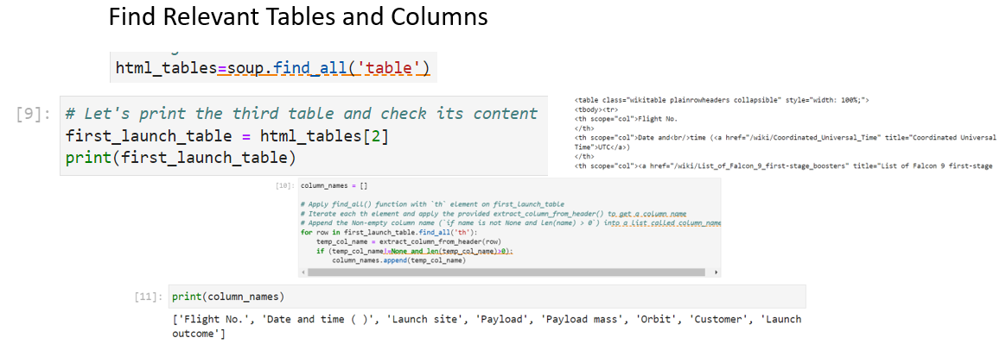 Find Relevant Tables and Columns
html_tables=soup.find_all('table')
[9]:
# Let's print the third table and check its content
first_launch_table = html_tables[2]
print(first_launch_table)
<table class="wikitable plainrowheaders collapsible" style="width: 100%;">
<tbody><tr>
<th scope="col">Flight No.
</th>
<th scope="col">Date and<br/>time (<a href="/wiki/Coordinated_Universal_Time" title="Coordinated Universal
Time">UTC</a>)
</th>
<th scope="col"><a href="/wiki/List_of_Falcon_9_first-stage_boosters" title="List of Falcon 9 first-stage
[10]:
column_names = []
# Apply find_all() function with `th` element on first_launch_table
# Iterate each th element and apply the provided extract_column_from_header() to get a column name
# Append the Non-empty column name (`if name is not None and len(name) > 0`) into a list called column_name
for row in first_launch_table.find_all('th'):
temp_col_name = extract_column_from_header(row)
if (temp_col_name!=None and len(temp_col_name)>0):
column_names.append(temp_col_name)
[11]:
print(column_names)
['Flight No.', 'Date and time ( )', 'Launch site', 'Payload', 'Payload mass', 'Orbit', 'Customer', 'Launch
outcome']